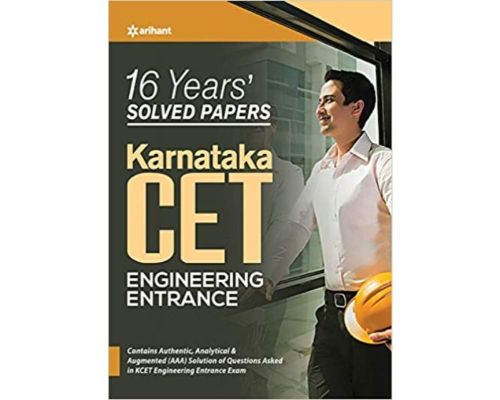 arihant
16 Years'
SOLVED PAPERS
Karnataka
CET
ENGINEERING
ENTRANCE
Contains Authentic, Analytical &
Augmented (AAA) Solution of Questions Asked
in KCET Engineering Entrance Exam